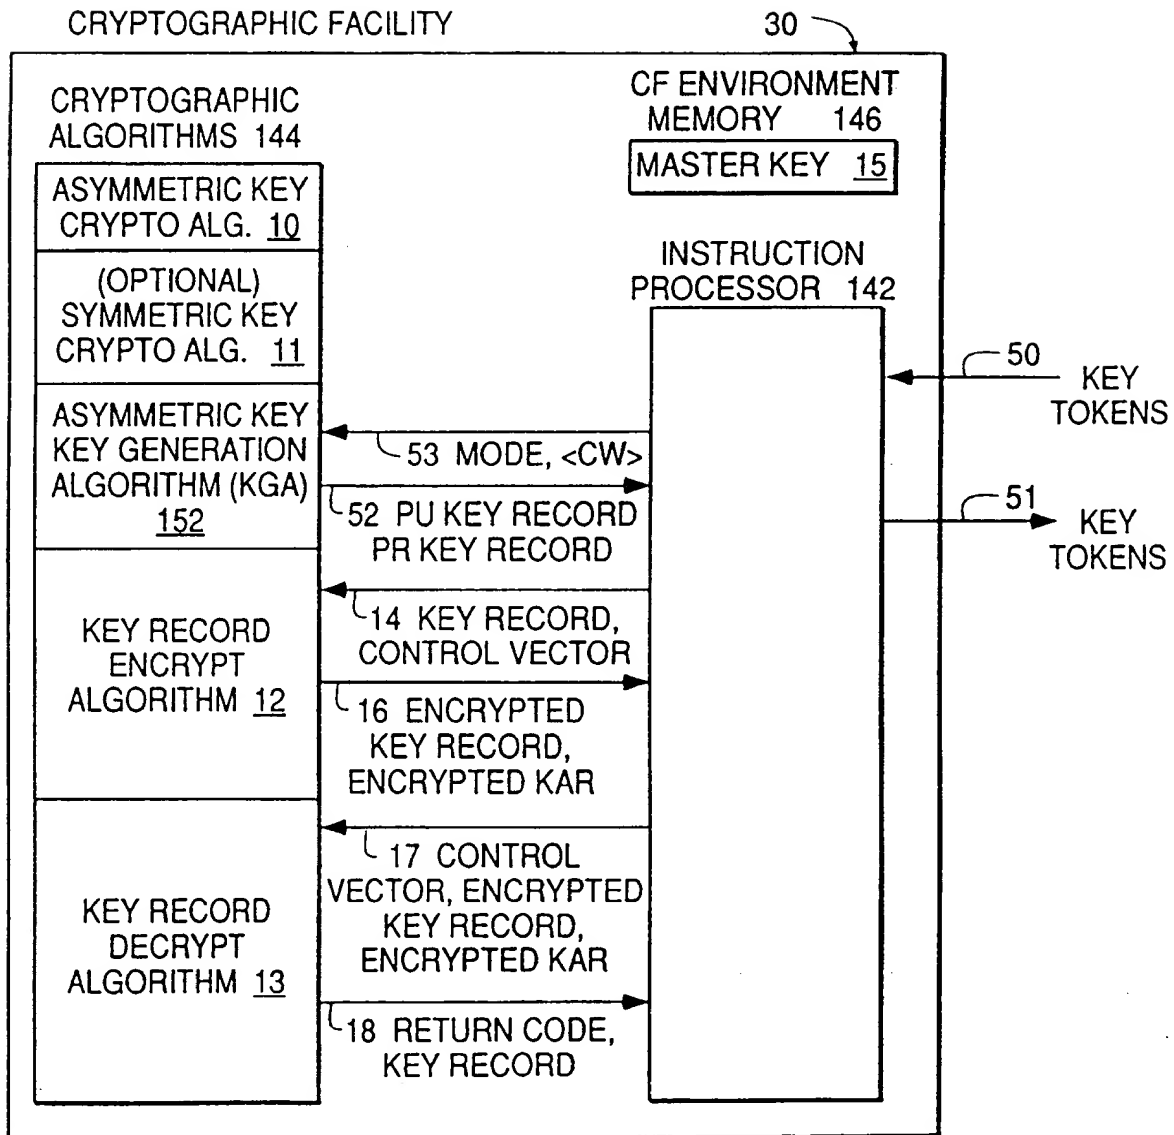 CRYPTOGRAPHIC FACILITY
30
CRYPTOGRAPHIC
ALGORITHMS 144
CF ENVIRONMENT
MEMORY 146
MASTER KEY 15
ASYMMETRIC KEY
CRYPTO ALG. 10
(OPTIONAL)
SYMMETRIC KEY
CRYPTO ALG. 11
ASYMMETRIC KEY
KEY GENERATION
ALGORITHM (KGA)
152
KEY RECORD
ENCRYPT
ALGORITHM 12
KEY RECORD
DECRYPT
ALGORITHM 13
53 MODE, <CW>
52 PU KEY RECORD
PR KEY RECORD
14 KEY RECORD,
CONTROL VECTOR
16 ENCRYPTED
KEY RECORD,
ENCRYPTED KAR
17 CONTROL
VECTOR, ENCRYPTED
KEY RECORD,
ENCRYPTED KAR
18 RETURN CODE,
KEY RECORD
INSTRUCTION
PROCESSOR 142
50
KEY
TOKENS
51
KEY
TOKENS